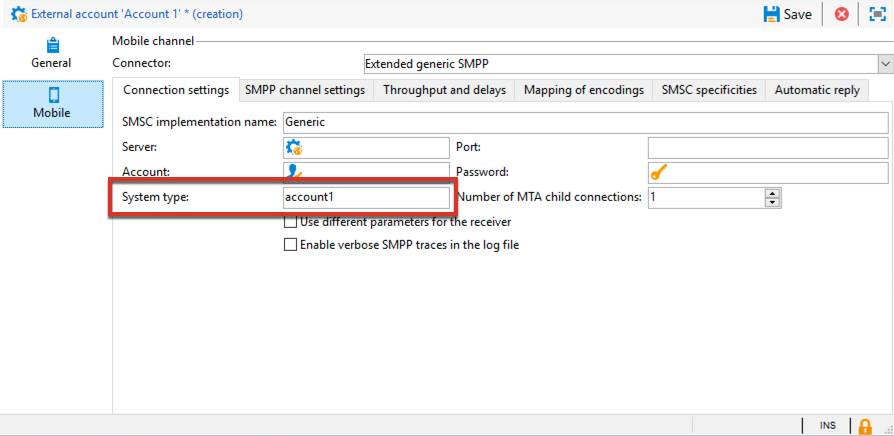 External account 'Account 1' * (creation)
Save
General
Mobile
Mobile channel
Connector: Extended generic SMPP
Connection settings SMPP channel settings Throughput and delays Mapping of encodings SMSC specificities Automatic reply
SMSC implementation name: Generic
Server: Port:
Account: Password:
System type: account1 Number of MTA child connections: 1
Use different parameters for the receiver
Enable verbose SMPP traces in the log file
INS